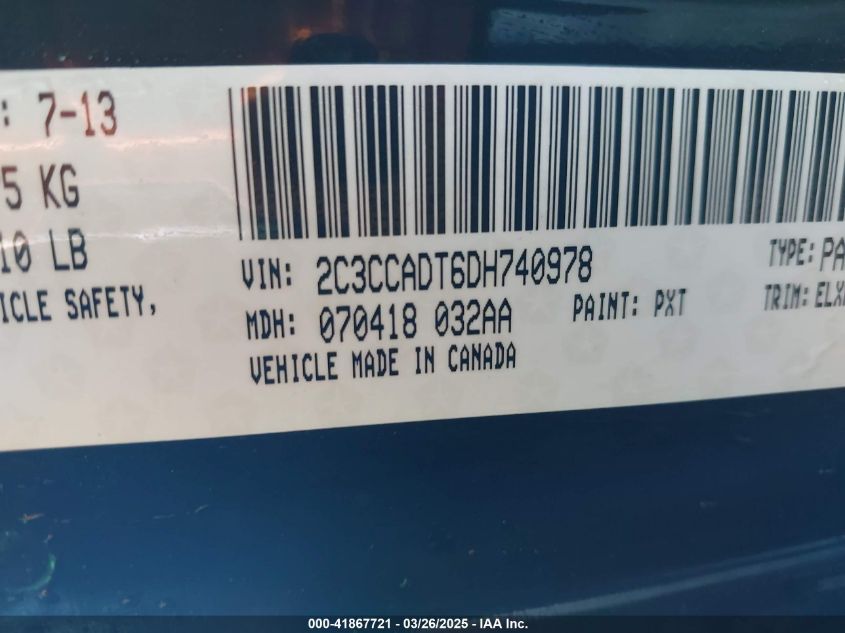 : 7-13
5 KG
10 LB
ICLE SAFETY,
VIN: 2C3CCADT6DH740978
TYPE: PA
MDH: 070418 032AA
PAINT: PXT
TRIM: ELX
VEHICLE MADE IN CANADA
000-41867721 - 03/26/2025 - IAA Inc.